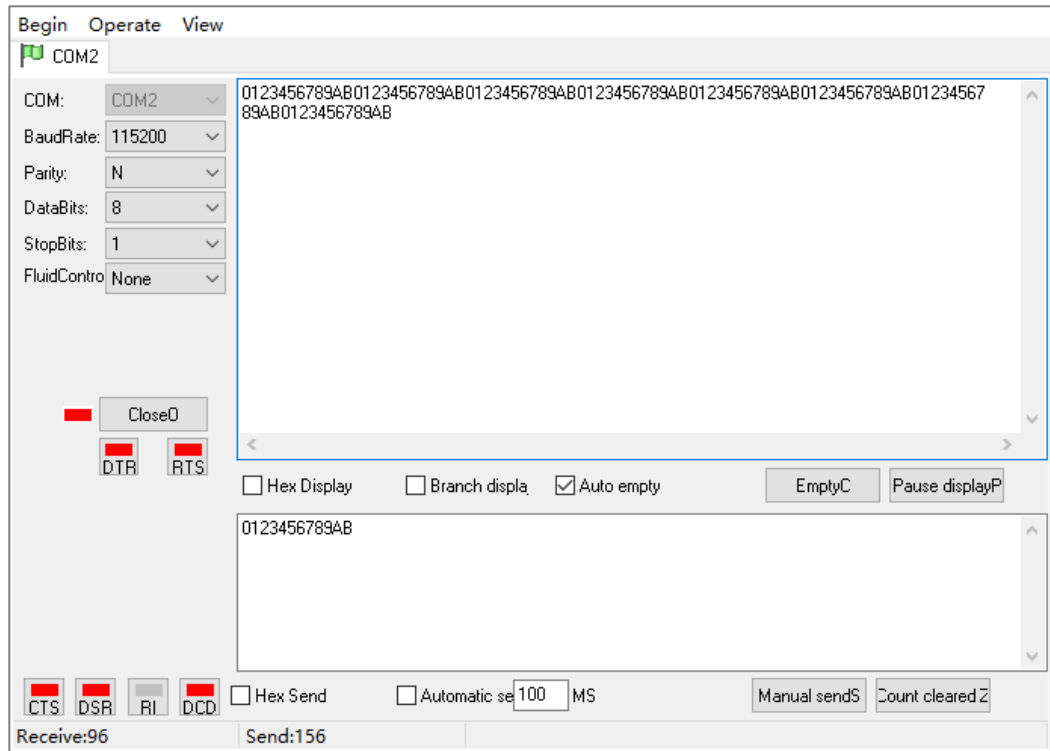 Begin Operate View
COM2
COM: COM2
BaudRate: 115200
Parity: N
DataBits: 8
StopBits: 1
FluidContro None
CloseO
DTR RTS
0123456789AB0123456789AB0123456789AB0123456789AB0123456789AB0123456789AB01234567
89AB0123456789AB
Hex Display Branch displa Auto empty EmptyC Pause displayP
0123456789AB
CTS DSR RI DCD Hex Send Automatic se 100 MS Manual sendS Count cleared Z
Receive:96 Send:156